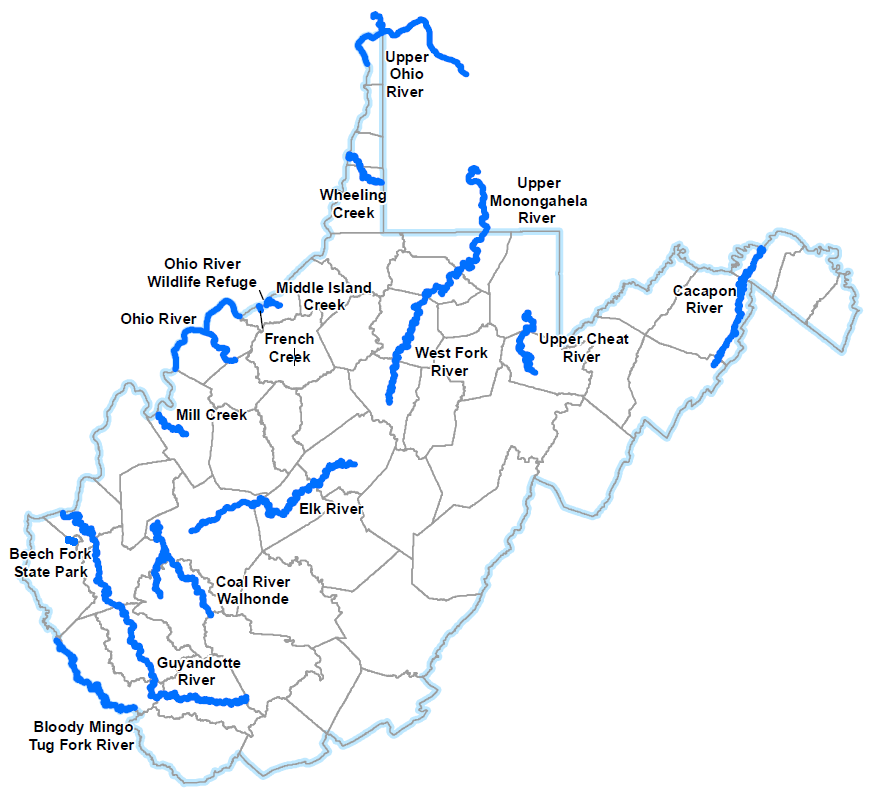 Upper
Ohio
River
Wheeling
Creek
Upper
Monongahela
River
Ohio River
Wildlife Refuge
Middle Island
Creek
Ohio River
French
Creek
Cacapon
River
West Fork
River
Upper Cheat
River
Mill Creek
Elk River
Beech Fork
State Park
Coal River
Walhonde
Guyandotte
River
Bloody Mingo
Tug Fork River